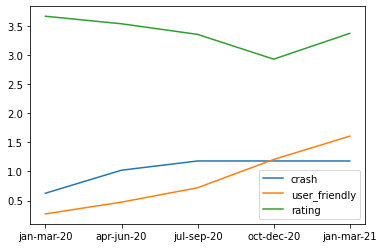 3.5
3.0
2.5
2.0
1.5
1.0
0.5
crash
user_friendly
rating
jan-mar-20 apr-jun-20 jul-sep-20 oct-dec-20 jan-mar-21